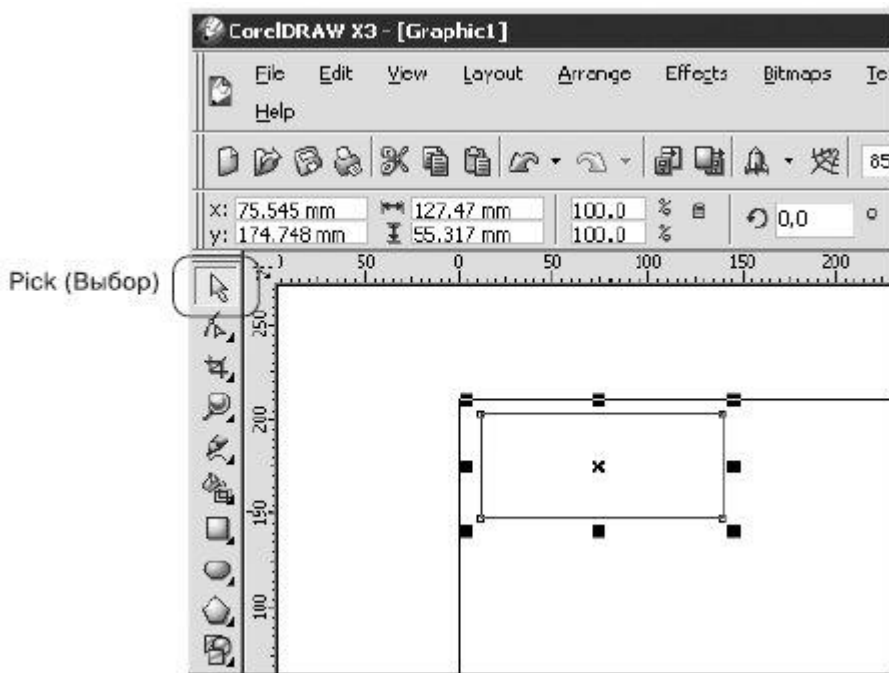 CorelDRAW X3 - [Graphic1]
File Edit View Layout Arrange Effects Bitmaps Te
Help
85
x: 75.545 mm 127.47 mm 100.0 % 0,0 °
y: 174.748 mm 55.317 mm 100.0 %
50 0 50 100 150 200
Pick (Выбор)
250
200
150
100